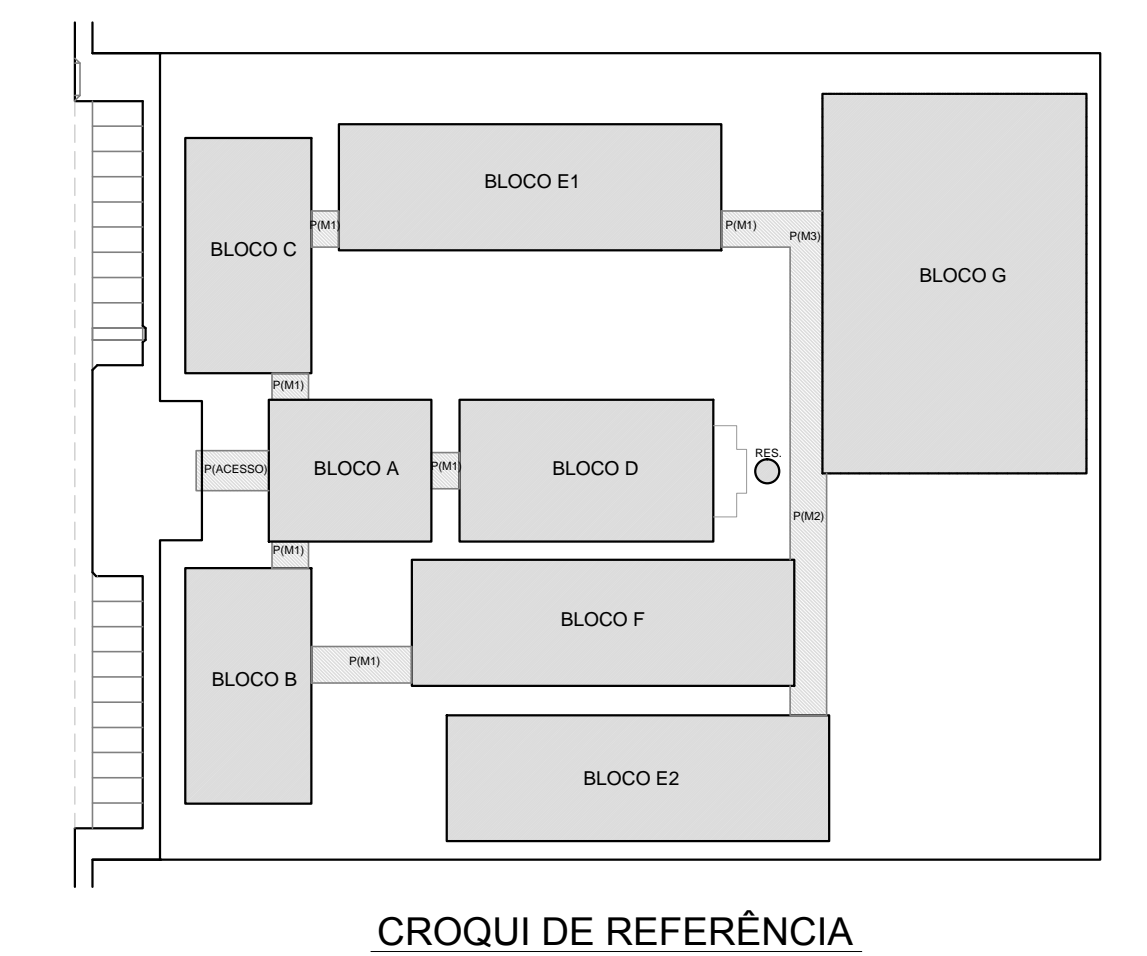 BLOCO E1
P(M1)
P(M1)
P(M3)
BLOCO C
BLOCO G
P(M1)
RES.
P(ACESSO)
BLOCO A
P(M1)
BLOCO D
P(M2)
P(M1)
BLOCO F
P(M1)
BLOCO B
BLOCO E2
CROQUI DE REFERÊNCIA